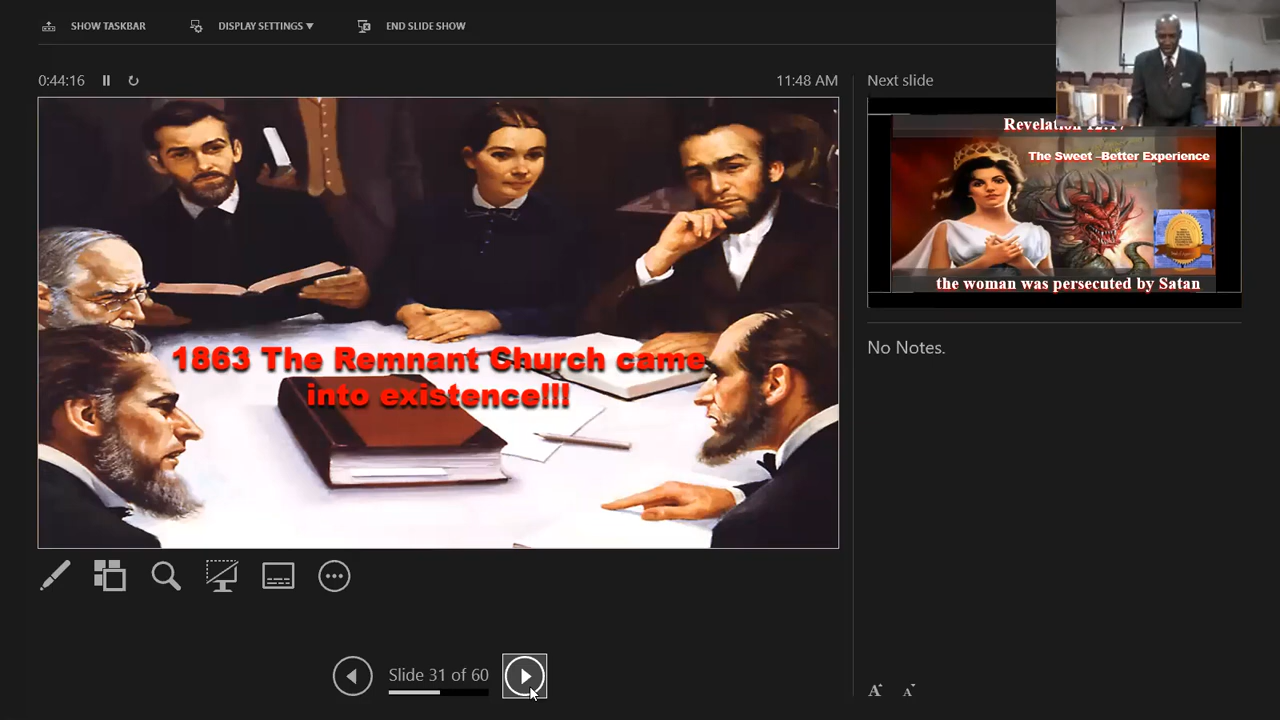 SHOW TASKBAR
DISPLAY SETTINGS ▼
END SLIDE SHOW
0:44:16
11:48 AM
Next slide
1863 The Remnant Church came
into existence!!!
Revelation 12:17
The Sweet -Better Experience
the woman was persecuted by Satan
No Notes.
Slide 31 of 60
A A